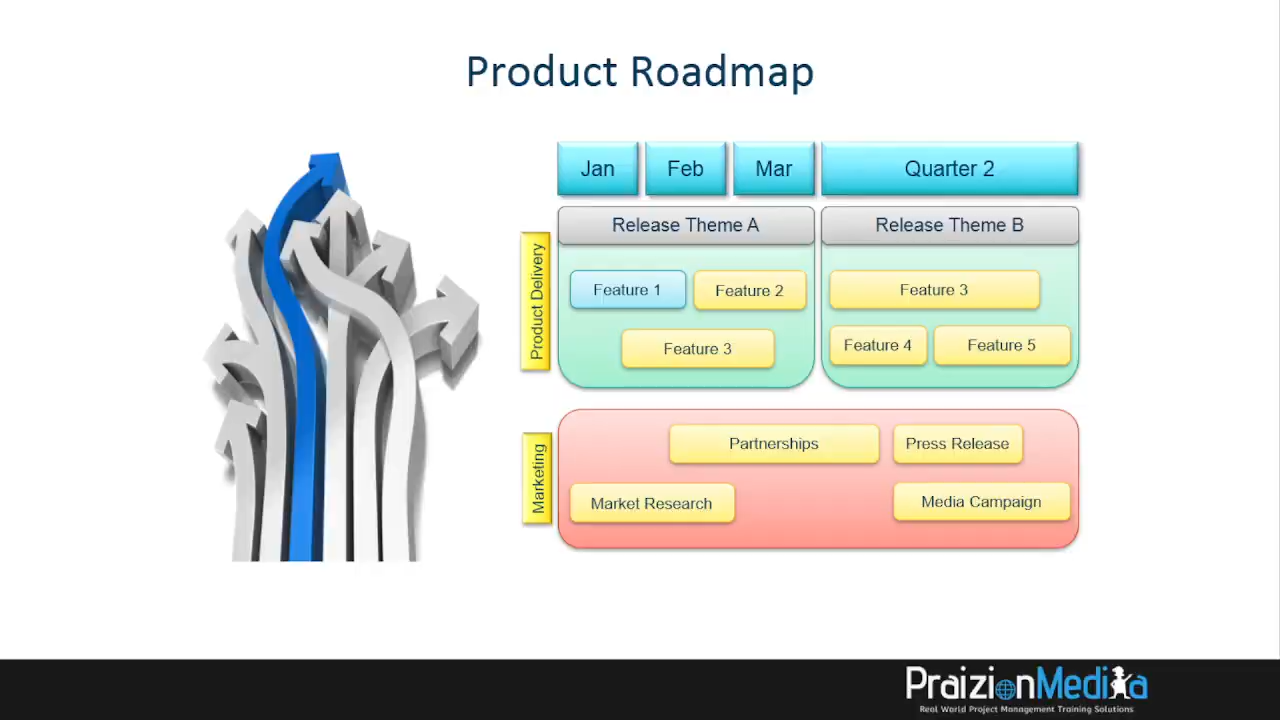 Product Roadmap
Jan
Feb
Mar
Quarter 2
Release Theme A
Release Theme B
Product Delivery
Feature 1
Feature 2
Feature 3
Feature 3
Feature 4
Feature 5
Marketing
Partnerships
Press Release
Market Research
Media Campaign
PraizionMedia
Real World Project Management Training Solutions